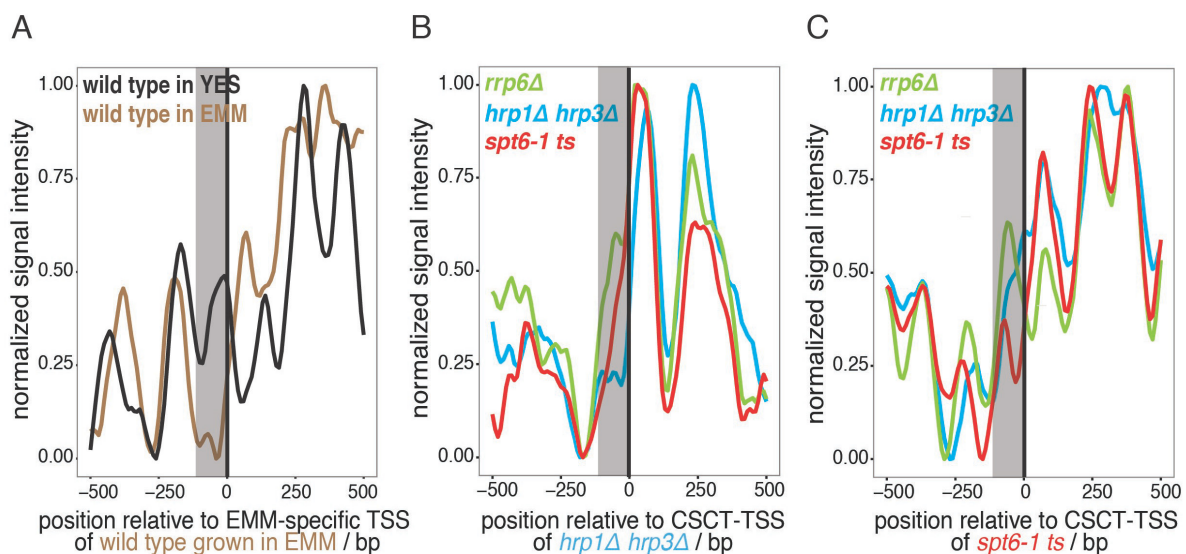 A
normalized signal intensity
1.00
0.75
0.50
0.25
0.00
wild type in YES
wild type in EMM
−500
−250
0
250
500
position relative to EMM-specific TSS
of wild type grown in EMM / bp
B
normalized signal intensity
1.00
0.75
0.50
0.25
0.00
rrp6Δ
hrp1Δ hrp3Δ
spt6-1 ts
−500
−250
0
250
500
position relative to CSCT-TSS
of hrp1Δ hrp3Δ / bp
C
normalized signal intensity
1.00
0.75
0.50
0.25
0.00
rrp6Δ
hrp1Δ hrp3Δ
spt6-1 ts
−500
−250
0
250
500
position relative to CSCT-TSS
of spt6-1 ts / bp